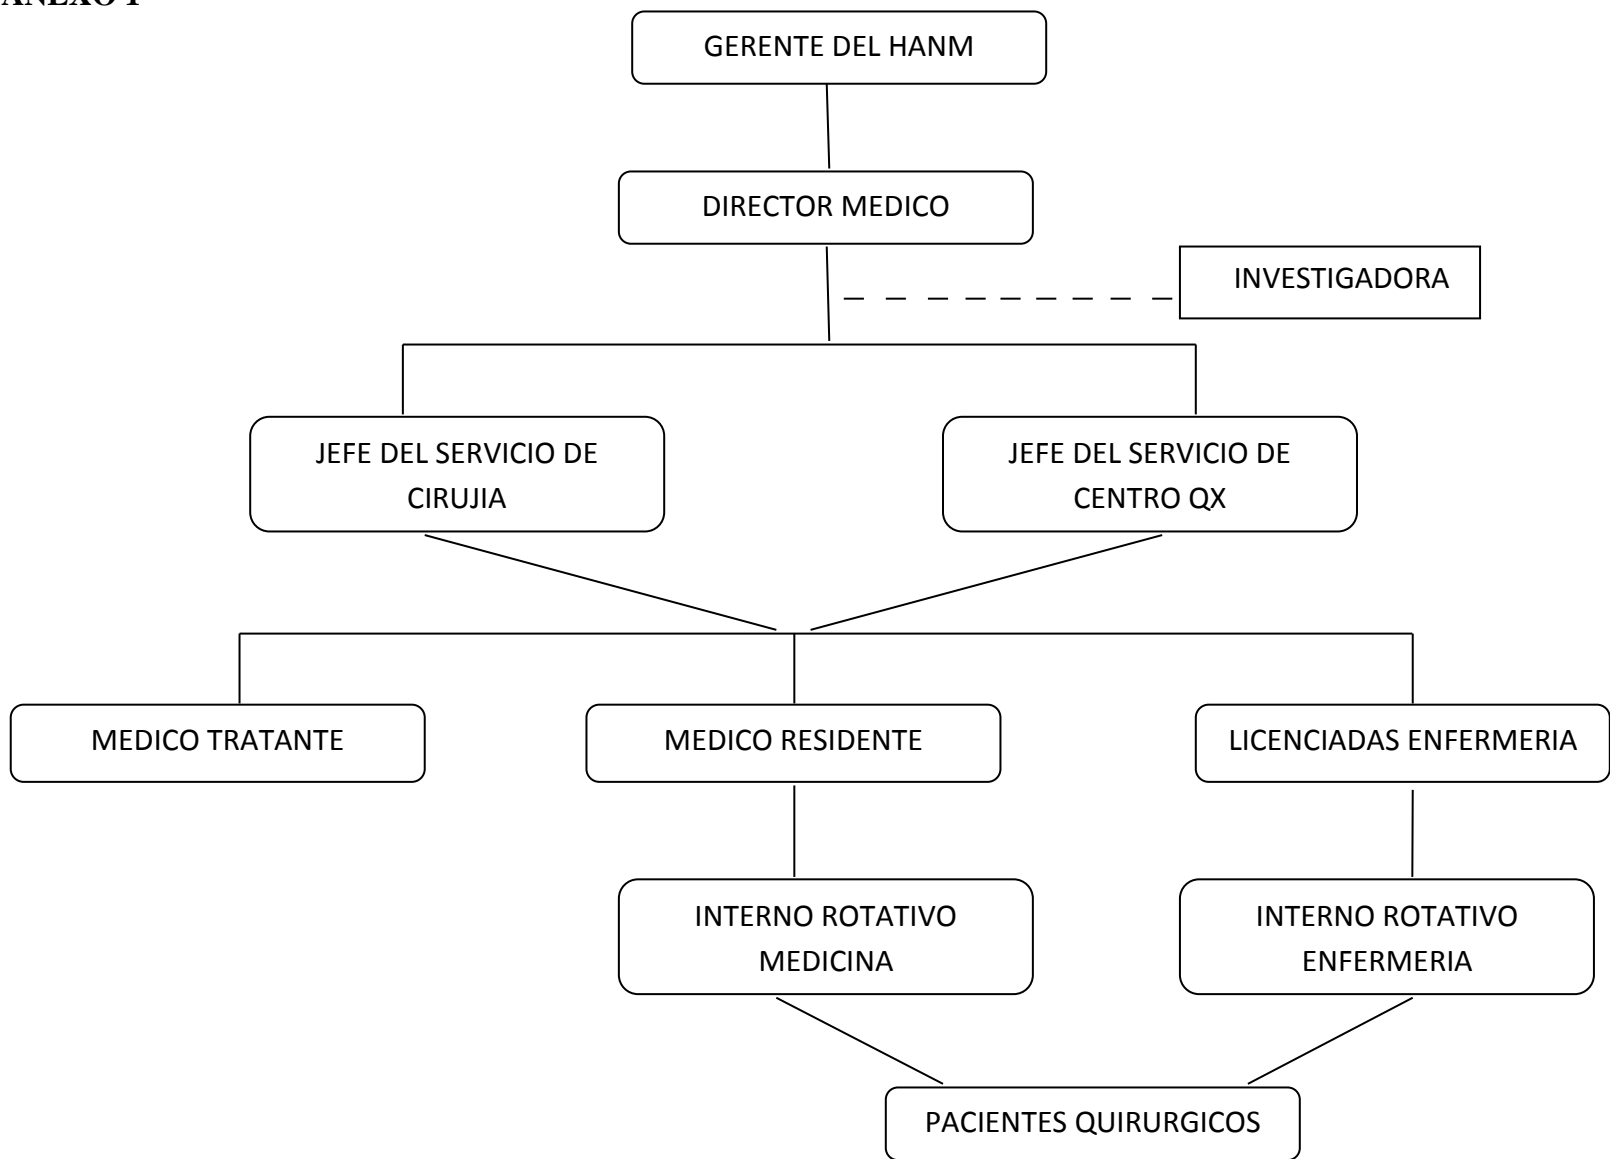 ANEXO 1
GERENTE DEL HANM
DIRECTOR MEDICO
INVESTIGADORA
JEFE DEL SERVICIO DE
CIRUJIA
JEFE DEL SERVICIO DE
CENTRO QX
MEDICO TRATANTE
MEDICO RESIDENTE
LICENCIADAS ENFERMERIA
INTERNO ROTATIVO
MEDICINA
INTERNO ROTATIVO
ENFERMERIA
PACIENTES QUIRURGICOS